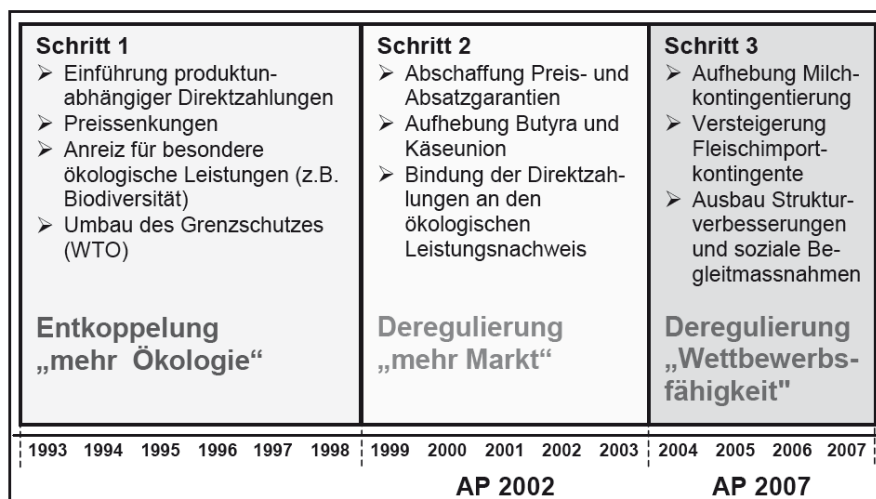 Schritt 1
➢ Einführung produktun-
abhängiger Direktzahlungen
➢ Preissenkungen
➢ Anreiz für besondere
ökologische Leistungen (z.B.
Biodiversität)
➢ Umbau des Grenzschutzes
(WTO)
Entkoppelung
„mehr Ökologie“
Schritt 2
➢ Abschaffung Preis- und
Absatzgarantien
➢ Aufhebung Butyra und
Käseunion
➢ Bindung der Direktzah-
lungen an den
ökologischen
Leistungsnachweis
Deregulierung
„mehr Markt“
Schritt 3
➢ Aufhebung Milch-
kontingentierung
➢ Versteigerung
Fleischimport-
kontingente
➢ Ausbau Struktur-
verbesserungen
und soziale Be-
gleitmassnahmen
Deregulierung
„Wettbewerbs-
fähigkeit"
1993 1994 1995 1996 1997 1998 1999 2000 2001 2002 2003 2004 2005 2006 2007
AP 2002 AP 2007